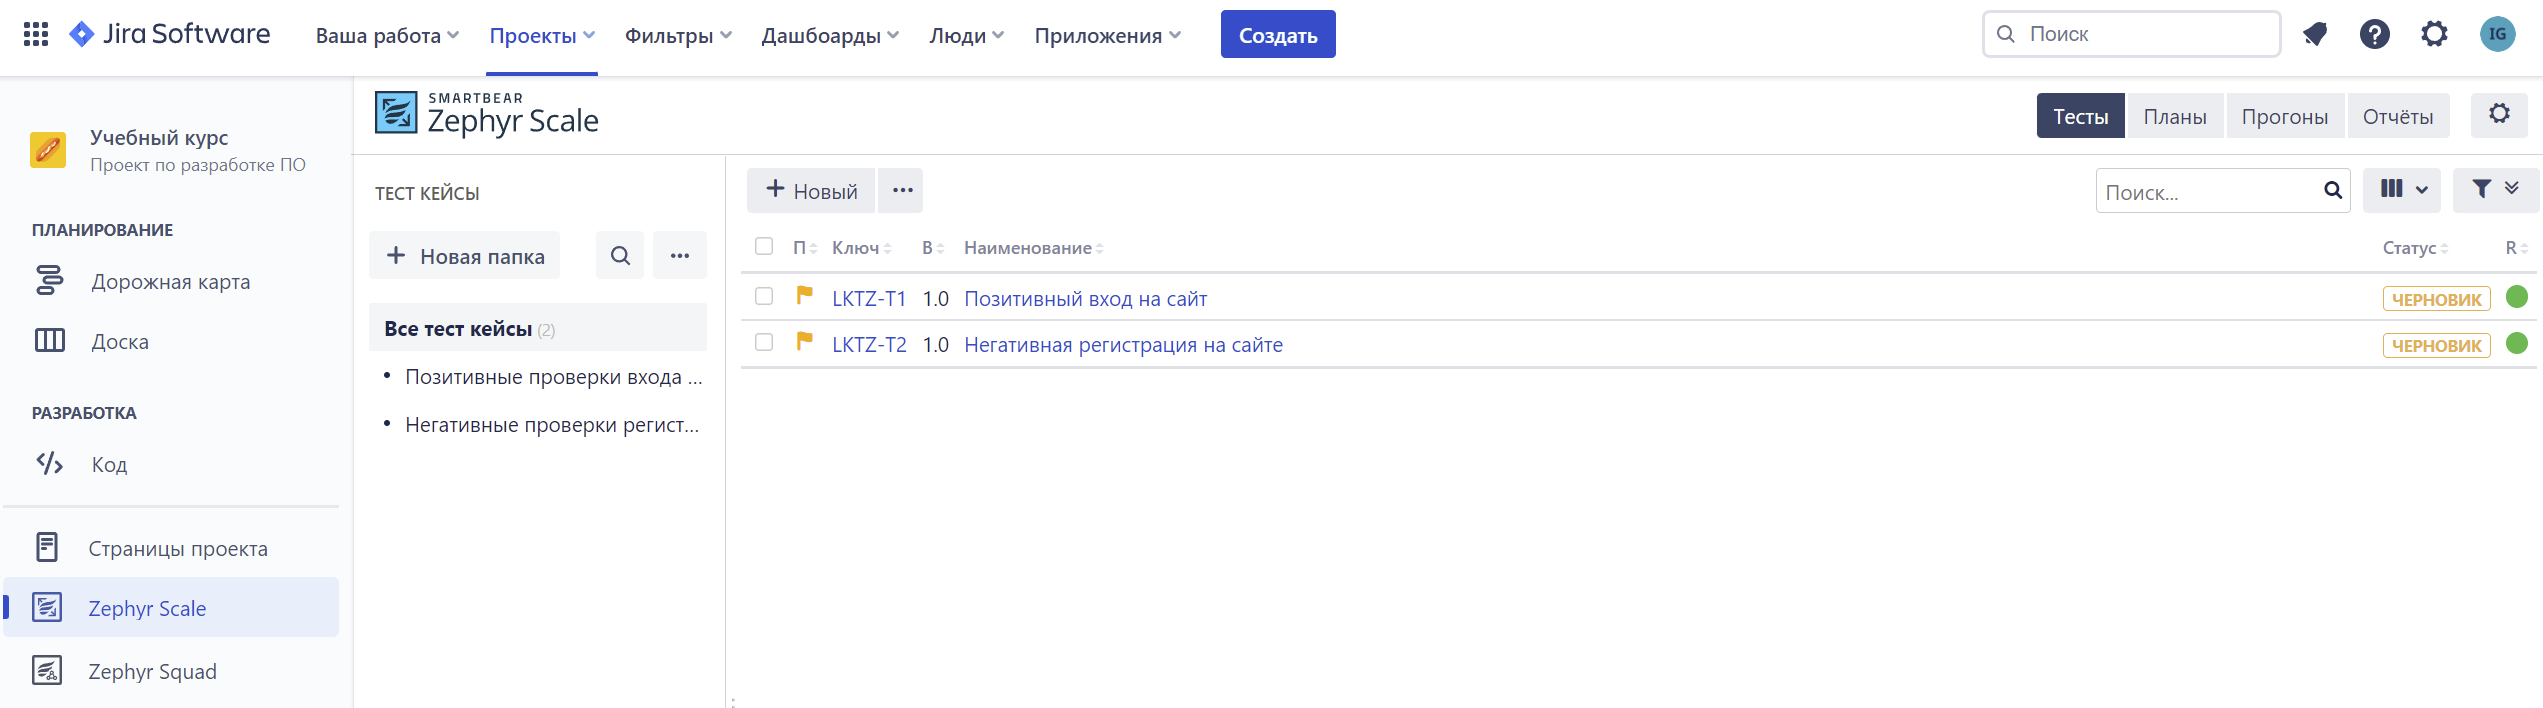 Jira Software Ваша работа Проекты Фильтры Дашбоарды Люди Приложения Создать Поиск IG
Учебный курс
Проект по разработке ПО
ПЛАНИРОВАНИЕ
Дорожная карта
Доска
РАЗРАБОТКА
Код
Страницы проекта
Zephyr Scale
Zephyr Squad
SMARTBEAR
Zephyr Scale
Тесты Планы Прогоны Отчёты
ТЕСТ КЕЙСЫ
+ Новая папка ...
Все тест кейсы (2)
• Позитивные проверки входа ...
• Негативные проверки регист...
+ Новый ...
Поиск...
П Ключ В Наименование Статус R
LKTZ-T1 1.0 Позитивный вход на сайт ЧЕРНОВИК
LKTZ-T2 1.0 Негативная регистрация на сайте ЧЕРНОВИК